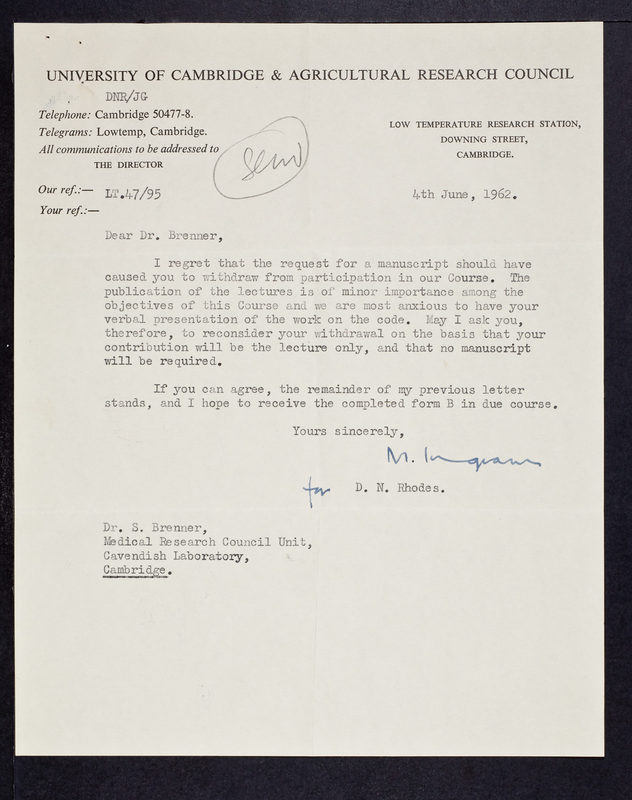 UNIVERSITY OF CAMBRIDGE & AGRICULTURAL RESEARCH COUNCIL
DNR/JG
Telephone: Cambridge 50477-8.
Telegrams: Lowtemp, Cambridge.
All communications to be addressed to
THE DIRECTOR
LOW TEMPERATURE RESEARCH STATION,
DOWNING STREET,
CAMBRIDGE.
Our ref.:— LT.47/95
4th June, 1962.
Your ref.:—
Dear Dr. Brenner,
I regret that the request for a manuscript should have
caused you to withdraw from participation in our Course. The
publication of the lectures is of minor importance among the
objectives of this Course and we are most anxious to have your
verbal presentation of the work on the code. May I ask you,
therefore, to reconsider your withdrawal on the basis that your
contribution will be the lecture only, and that no manuscript
will be required.
If you can agree, the remainder of my previous letter
stands, and I hope to receive the completed form B in due course.
Yours sincerely,
M. Ingram
for D. N. Rhodes.
Dr. S. Brenner,
Medical Research Council Unit,
Cavendish Laboratory,
Cambridge.